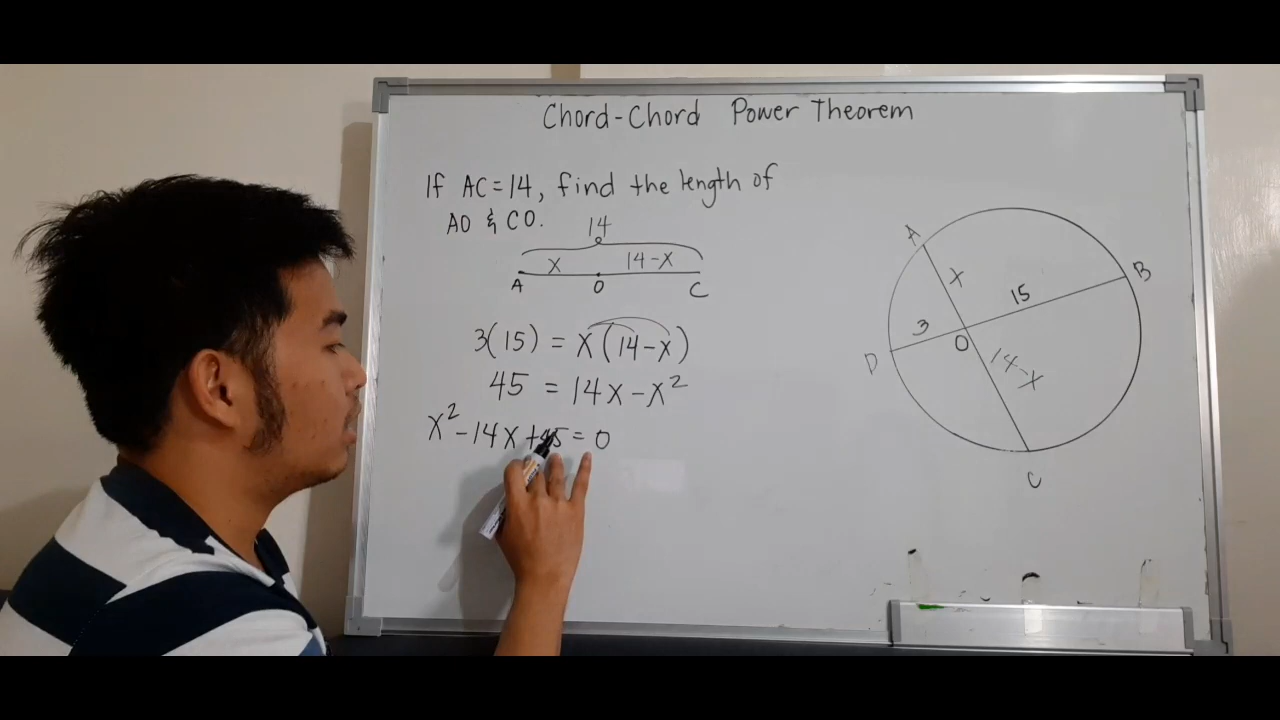 Chord-Chord Power Theorem
If AC=14, find the length of
AO & CO.
14
x 14-x
A O C
3(15) = x(14-x)
45 = 14x-x²
x²-14x+45=0
A
B
x
15
3
O
D
14-x
C